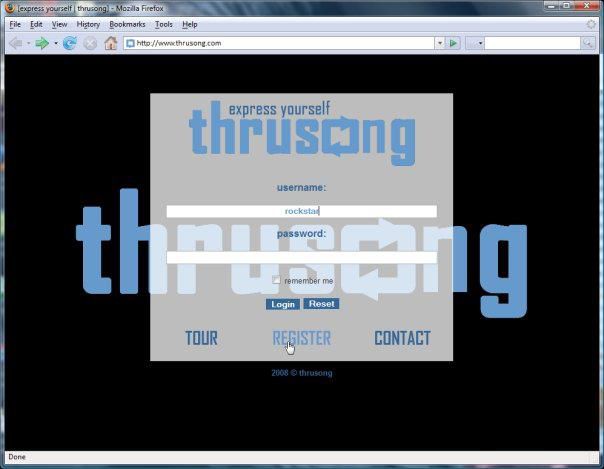 [express yourself | thrusong] - Mozilla Firefox
File Edit View History Bookmarks Tools Help
http://www.thrusong.com
express yourself
thrusong
thrusong
username:
rockstar
password:
remember me
Login Reset
TOUR REGISTER CONTACT
2008 © thrusong
Done